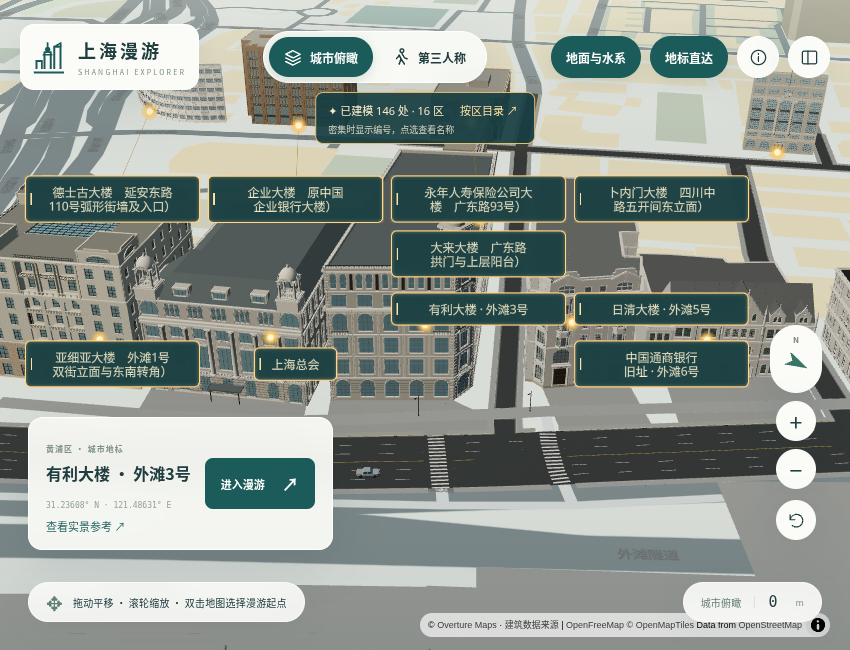 上海漫游
SHANGHAI EXPLORER
城市俯瞰
第三人称
地面与水系
地标直达
✦ 已建模 146 处 · 16 区 按区目录 ↗
密集时显示编号，点选查看名称
德士古大楼 延安东路
110号弧形街墙及入口）
企业大楼 原中国
企业银行大楼）
永年人寿保险公司大
楼 广东路93号）
卜内门大楼 四川中
路五开间东立面）
大来大楼 广东路
拱门与上层阳台）
有利大楼 · 外滩3号
日清大楼 · 外滩5号
亚细亚大楼 外滩1号
双街立面与东南转角）
上海总会
中国通商银行
旧址 · 外滩6号
N
黄浦区 · 城市地标
有利大楼 · 外滩3号
进入漫游 ↗
31.23608° N · 121.48631° E
查看实景参考 ↗
外滩隧道
拖动平移 · 滚轮缩放 · 双击地图选择漫游起点
城市俯瞰 0 m
© Overture Maps · 建筑数据来源 | OpenFreeMap © OpenMapTiles Data from OpenStreetMap